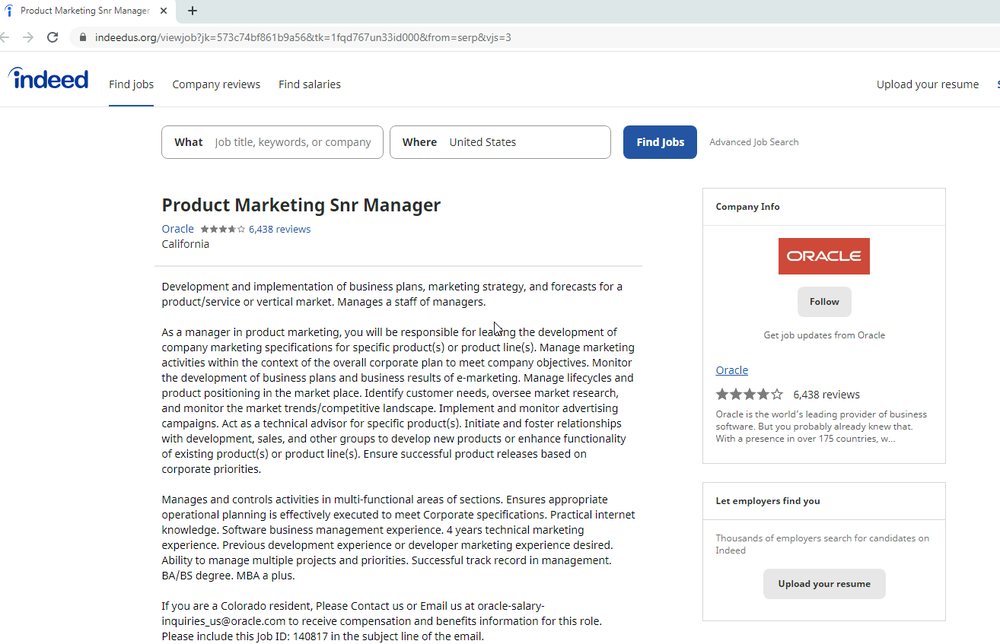 Product Marketing Snr Manager
indeedus.org/viewjob?jk=573c74bf861b9a56&tk=1fqd767un33id000&from=serp&vjs=3
indeed
Find jobs
Company reviews
Find salaries
Upload your resume
What
Job title, keywords, or company
Where
United States
Find Jobs
Advanced Job Search
Product Marketing Snr Manager
Oracle 6,438 reviews
California
Development and implementation of business plans, marketing strategy, and forecasts for a
product/service or vertical market. Manages a staff of managers.
As a manager in product marketing, you will be responsible for leading the development of
company marketing specifications for specific product(s) or product line(s). Manage marketing
activities within the context of the overall corporate plan to meet company objectives. Monitor
the development of business plans and business results of e-marketing. Manage lifecycles and
product positioning in the market place. Identify customer needs, oversee market research,
and monitor the market trends/competitive landscape. Implement and monitor advertising
campaigns. Act as a technical advisor for specific product(s). Initiate and foster relationships
with development, sales, and other groups to develop new products or enhance functionality
of existing product(s) or product line(s). Ensure successful product releases based on
corporate priorities.
Manages and controls activities in multi-functional areas of sections. Ensures appropriate
operational planning is effectively executed to meet Corporate specifications. Practical internet
knowledge. Software business management experience. 4 years technical marketing
experience. Previous development experience or developer marketing experience desired.
Ability to manage multiple projects and priorities. Successful track record in management.
BA/BS degree. MBA a plus.
If you are a Colorado resident, Please Contact us or Email us at oracle-salary-
inquiries_us@oracle.com to receive compensation and benefits information for this role.
Please include this Job ID: 140817 in the subject line of the email.
Company Info
ORACLE
Follow
Get job updates from Oracle
Oracle
6,438 reviews
Oracle is the world's leading provider of business
software. But you probably already knew that.
With a presence in over 175 countries, w...
Let employers find you
Thousands of employers search for candidates on
Indeed
Upload your resume